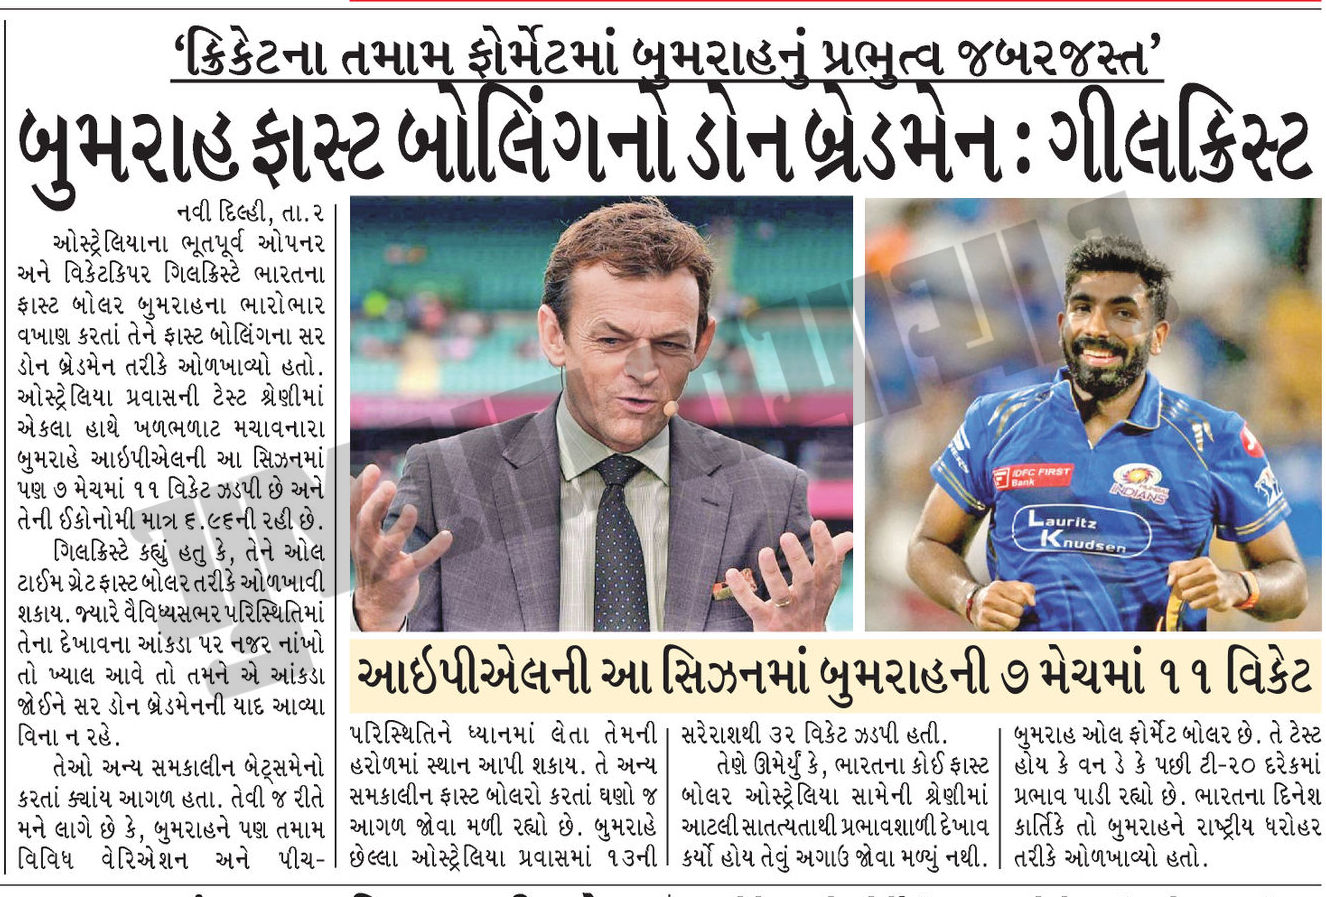 ‘ક્રિકેટના તમામ ફોર્મેટમાં બુમરાહનું પ્રભુત્વ જબરજસ્ત’
બુમરાહ ફાસ્ટ બોલિંગનો ડોન બ્રેડમેન : ગીલક્રિસ્ટ
નવી દિલ્હી, તા.૨
ઓસ્ટ્રેલિયાના ભૂતપૂર્વ ઓપનર
અને વિકેટકિપર ગિલક્રિસ્ટે ભારતના
ફાસ્ટ બોલર બુમરાહના ભારોભાર
વખાણ કરતાં તેને ફાસ્ટ બોલિંગના સર
ડોન બ્રેડમેન તરીકે ઓળખાવ્યો હતો.
ઓસ્ટ્રેલિયા પ્રવાસની ટેસ્ટ શ્રેણીમાં
એકલા હાથે ખળભળાટ મચાવનારા
બુમરાહે આઇપીએલની આ સિઝનમાં
પણ ૭ મેચમાં ૧૧ વિકેટ ઝડપી છે અને
તેની ઈકોનોમી માત્ર ૬.૯૬ની રહી છે.
ગિલક્રિસ્ટે કહ્યું હતુ કે, તેને ઓલ
ટાઈમ ગ્રેટ ફાસ્ટ બોલર તરીકે ઓળખાવી
શકાય. જ્યારે વૈવિધ્યસભર પરિસ્થિતિમાં
તેના દેખાવના આંકડા પર નજર નાંખો
તો ખ્યાલ આવે તો તમને એ આંકડા
જોઈને સર ડોન બ્રેડમેનની યાદ આવ્યા
વિના ન રહે.
તેઓ અન્ય સમકાલીન બેટ્સમેનો
કરતાં ક્યાંય આગળ હતા. તેવી જ રીતે
મને લાગે છે કે, બુમરાહને પણ તમામ
વિવિધ વેરિએશન અને પીચ-
IDFC FIRST
Bank
MUMBAI
INDIANS
Lauritz
Knudsen
આઇપીએલની આ સિઝનમાં બુમરાહની ૭ મેચમાં ૧૧ વિકેટ
પરિસ્થિતિને ધ્યાનમાં લેતા તેમની
હરોળમાં સ્થાન આપી શકાય. તે અન્ય
સમકાલીન ફાસ્ટ બોલરો કરતાં ઘણો જ
આગળ જોવા મળી રહ્યો છે. બુમરાહે
છેલ્લા ઓસ્ટ્રેલિયા પ્રવાસમાં ૧૩ની
સરેરાશથી ૩૨ વિકેટ ઝડપી હતી.
તેણે ઊમેર્યું કે, ભારતના કોઈ ફાસ્ટ
બોલર ઓસ્ટ્રેલિયા સામેની શ્રેણીમાં
આટલી સાતત્યતાથી પ્રભાવશાળી દેખાવ
કર્યો હોય તેવું અગાઉ જોવા મળ્યું નથી.
બુમરાહ ઓલ ફોર્મેટ બોલર છે. તે ટેસ્ટ
હોય કે વન ડે કે પછી ટી-૨૦ દરેકમાં
પ્રભાવ પાડી રહ્યો છે. ભારતના દિનેશ
કાર્તિકે તો બુમરાહને રાષ્ટ્રીય ધરોહર
તરીકે ઓળખાવ્યો હતો.